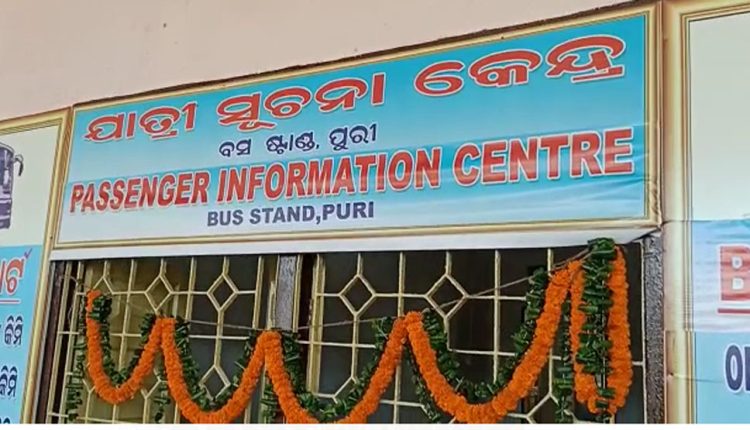 ଯାତ୍ରୀ ସୂଚନା କେନ୍ଦ୍ର
ବସ ଷ୍ଟାଣ୍ଡ, ପୁରୀ
PASSENGER INFORMATION CENTRE
BUS STAND,PURI
କିମି
କିମି